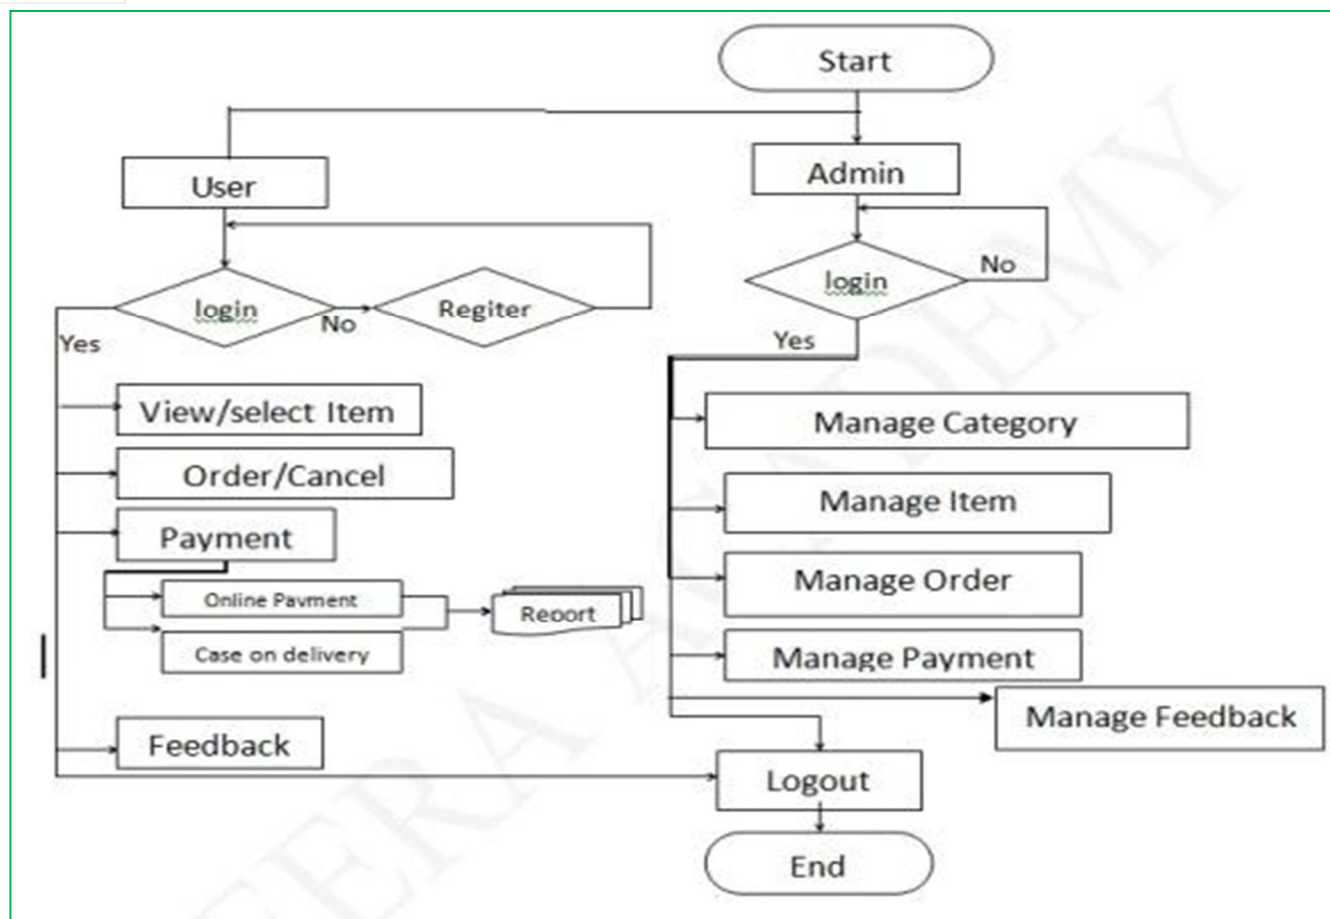 Start
User
Admin
login
No
Regiter
Yes
login
No
Yes
View/select Item
Order/Cancel
Payment
Online Payment
Case on delivery
Report
Feedback
Manage Category
Manage Item
Manage Order
Manage Payment
Manage Feedback
Logout
End